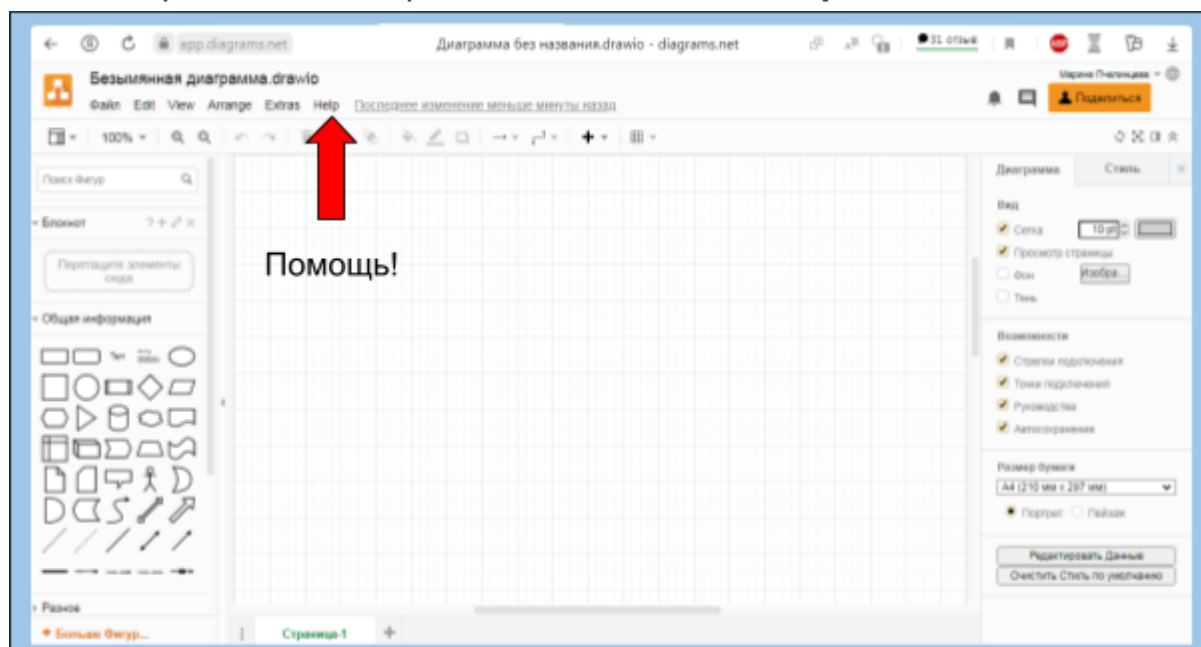 app.diagrams.net
Диаграмма без названия.drawio - diagrams.net
31 отзыв
Безымянная диаграмма.drawio
Файл Edit View Arrange Extras Help Последнее изменение меньше минуты назад
Поделиться
100%
Поиск Фигур
Блокнот
Перетащите элементы
сюда
Общая информация
Text
Разное
Больше Фигур...
Помощь!
Страница-1
Диаграмма Стиль
Вид
Сетка 10 pt
Просмотр страницы
Фон Изобра...
Тень
Возможности
Стрелки подключения
Точки подключения
Руководства
Автосохранение
Размер бумаги
A4 (210 мм x 297 мм)
Портрет Пейзаж
Редактировать Данные
Очистить Стиль по умолчанию